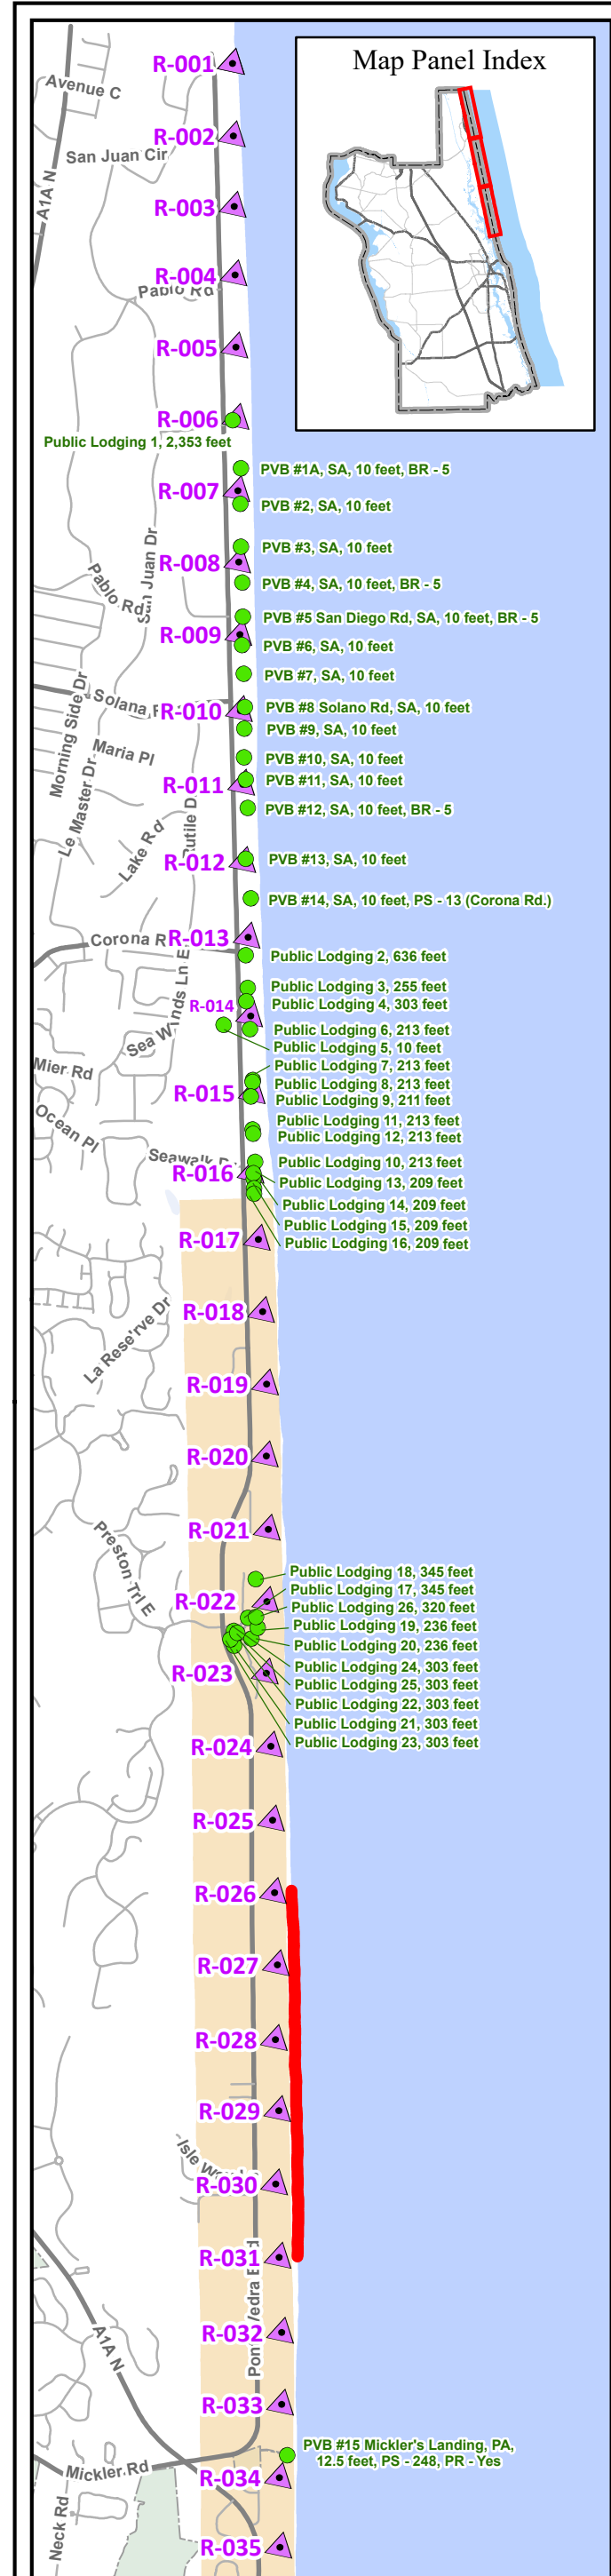 Map Panel Index
R-001
Avenue C
R-002
San Juan Cir
A1A N
R-003
R-004
Pablo Rd
R-005
R-006
Public Lodging 1, 2,353 feet
PVB #1A, SA, 10 feet, BR - 5
R-007
PVB #2, SA, 10 feet
San Juan Dr
PVB #3, SA, 10 feet
R-008
Pablo Rd
PVB #4, SA, 10 feet, BR - 5
PVB #5 San Diego Rd, SA, 10 feet, BR - 5
R-009
PVB #6, SA, 10 feet
PVB #7, SA, 10 feet
Morning Side Dr
Solana
R-010
PVB #8 Solano Rd, SA, 10 feet
PVB #9, SA, 10 feet
Maria Pl
PVB #10, SA, 10 feet
Le Master Dr
R-011
PVB #11, SA, 10 feet
PVB #12, SA, 10 feet, BR - 5
Lake Rd
R-012
PVB #13, SA, 10 feet
PVB #14, SA, 10 feet, PS - 13 (Corona Rd.)
Corona R
R-013
Public Lodging 2, 636 feet
Public Lodging 3, 255 feet
R-014
Public Lodging 4, 303 feet
Sea W nds Ln E
Public Lodging 6, 213 feet
Public Lodging 5, 10 feet
Mier Rd
Public Lodging 7, 213 feet
Public Lodging 8, 213 feet
R-015
Public Lodging 9, 211 feet
Ocean Pl
Public Lodging 11, 213 feet
Public Lodging 12, 213 feet
Seawalk
Public Lodging 10, 213 feet
R-016
Public Lodging 13, 209 feet
Public Lodging 14, 209 feet
Public Lodging 15, 209 feet
Public Lodging 16, 209 feet
R-017
R-018
La Rese'rve Dr
R-019
R-020
R-021
Preston Trl E
Public Lodging 18, 345 feet
Public Lodging 17, 345 feet
R-022
Public Lodging 26, 320 feet
Public Lodging 19, 236 feet
Public Lodging 20, 236 feet
Public Lodging 24, 303 feet
R-023
Public Lodging 25, 303 feet
Public Lodging 22, 303 feet
Public Lodging 21, 303 feet
Public Lodging 23, 303 feet
R-024
R-025
R-026
R-027
R-028
R-029
Isle
R-030
R-031
A1A N
R-032
R-033
PVB #15 Mickler's Landing, PA,
12.5 feet, PS - 248, PR - Yes
Mickler Rd
R-034
Neck Rd
R-035